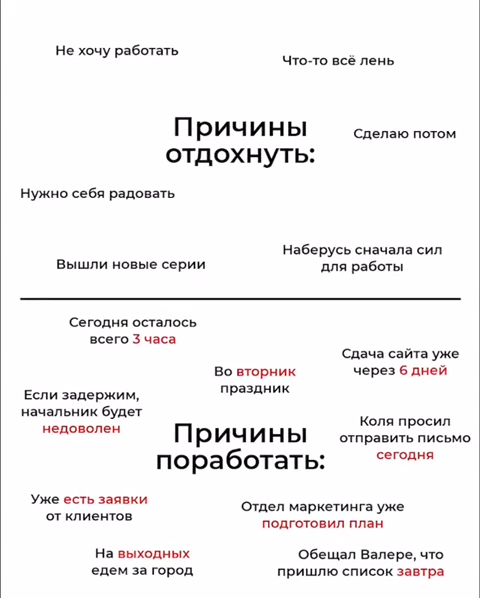 Не хочу работать
Что-то всё лень
Причины
отдохнуть:
Сделаю потом
Нужно себя радовать
Наберусь сначала сил
для работы
Вышли новые серии
Сегодня осталось
всего 3 часа
Сдача сайта уже
через 6 дней
Во вторник
праздник
Если задержим,
начальник будет
недоволен
Коля просил
отправить письмо
сегодня
Причины
поработать:
Уже есть заявки
от клиентов
Отдел маркетинга уже
подготовил план
На выходных
едем за город
Обещал Валере, что
пришлю список завтра